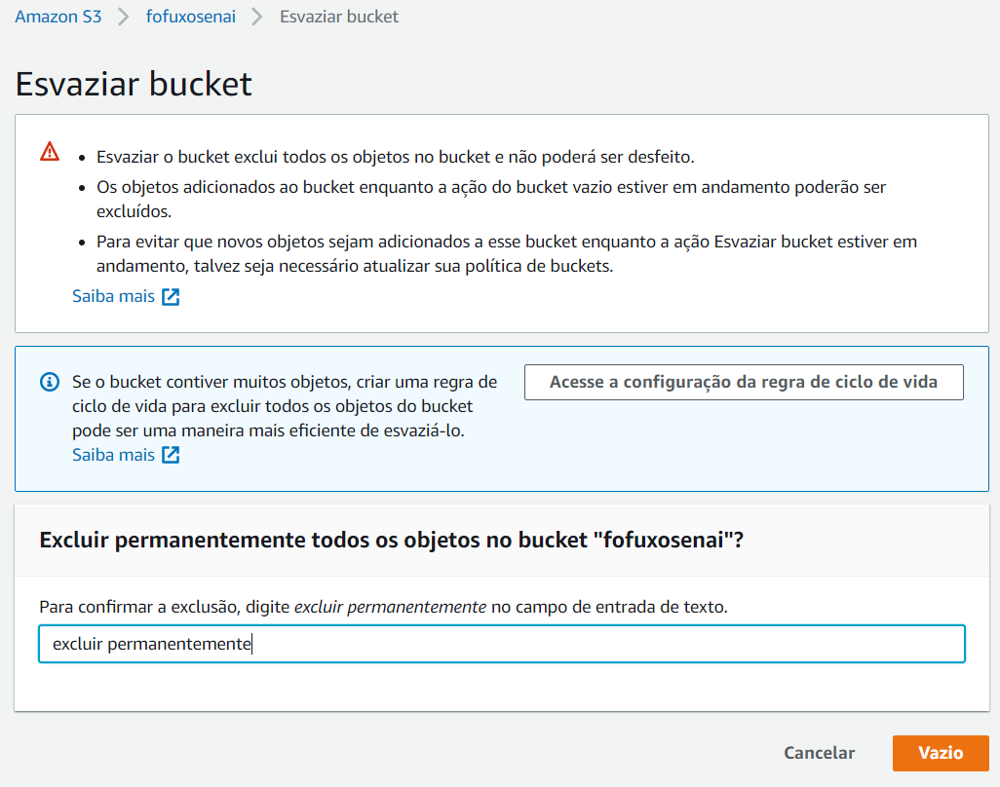 Amazon S3 > fofuxosenai > Esvaziar bucket
Esvaziar bucket
• Esvaziar o bucket exclui todos os objetos no bucket e não poderá ser desfeito.
• Os objetos adicionados ao bucket enquanto a ação do bucket vazio estiver em andamento poderão ser
excluídos.
• Para evitar que novos objetos sejam adicionados a esse bucket enquanto a ação Esvaziar bucket estiver em
andamento, talvez seja necessário atualizar sua política de buckets.
Saiba mais
Se o bucket contiver muitos objetos, criar uma regra de
ciclo de vida para excluir todos os objetos do bucket
pode ser uma maneira mais eficiente de esvaziá-lo.
Saiba mais
Acesse a configuração da regra de ciclo de vida
Excluir permanentemente todos os objetos no bucket "fofuxosenai"?
Para confirmar a exclusão, digite excluir permanentemente no campo de entrada de texto.
excluir permanentemente
Cancelar
Vazio